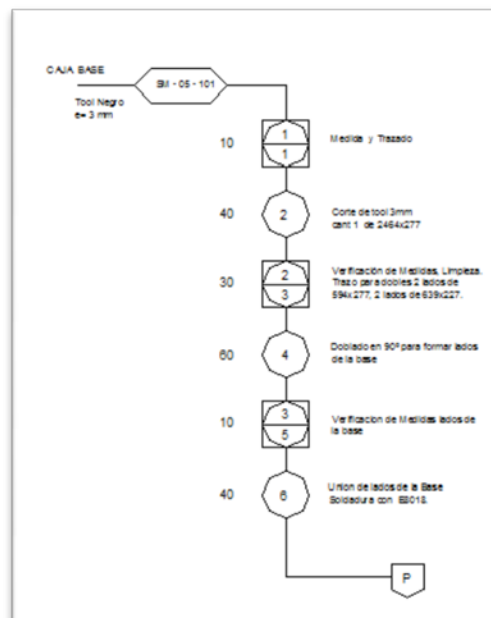 CAJA BASE
SM - 05 - 101
Tool Negro
e= 3 mm
10
1
1
Medida y Trazado
40
2
Corte de tool 3mm
cant 1 de 2464x277
30
2
3
Verificación de Medidas, Limpieza.
Trazo para dobles 2 lados de
594x277, 2 lados de 639x227.
60
4
Doblado en 90º para formar lados
de la base
10
3
5
Verificacion de Medidas lados de
la base
40
6
Union de lados de la Base
Soldadura con E6018.
P